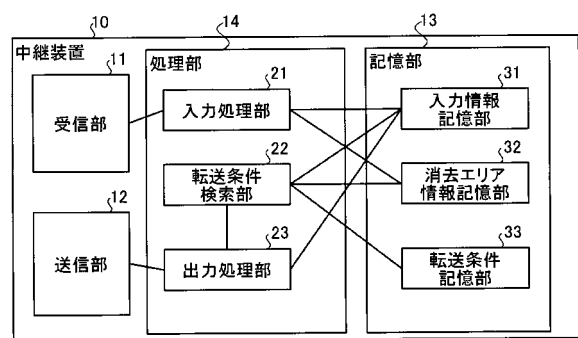 10
中継装置
11
受信部
12
送信部
14
処理部
21
入力処理部
22
転送条件
検索部
23
出力処理部
13
記憶部
31
入力情報
記憶部
32
消去エリア
情報記憶部
33
転送条件
記憶部